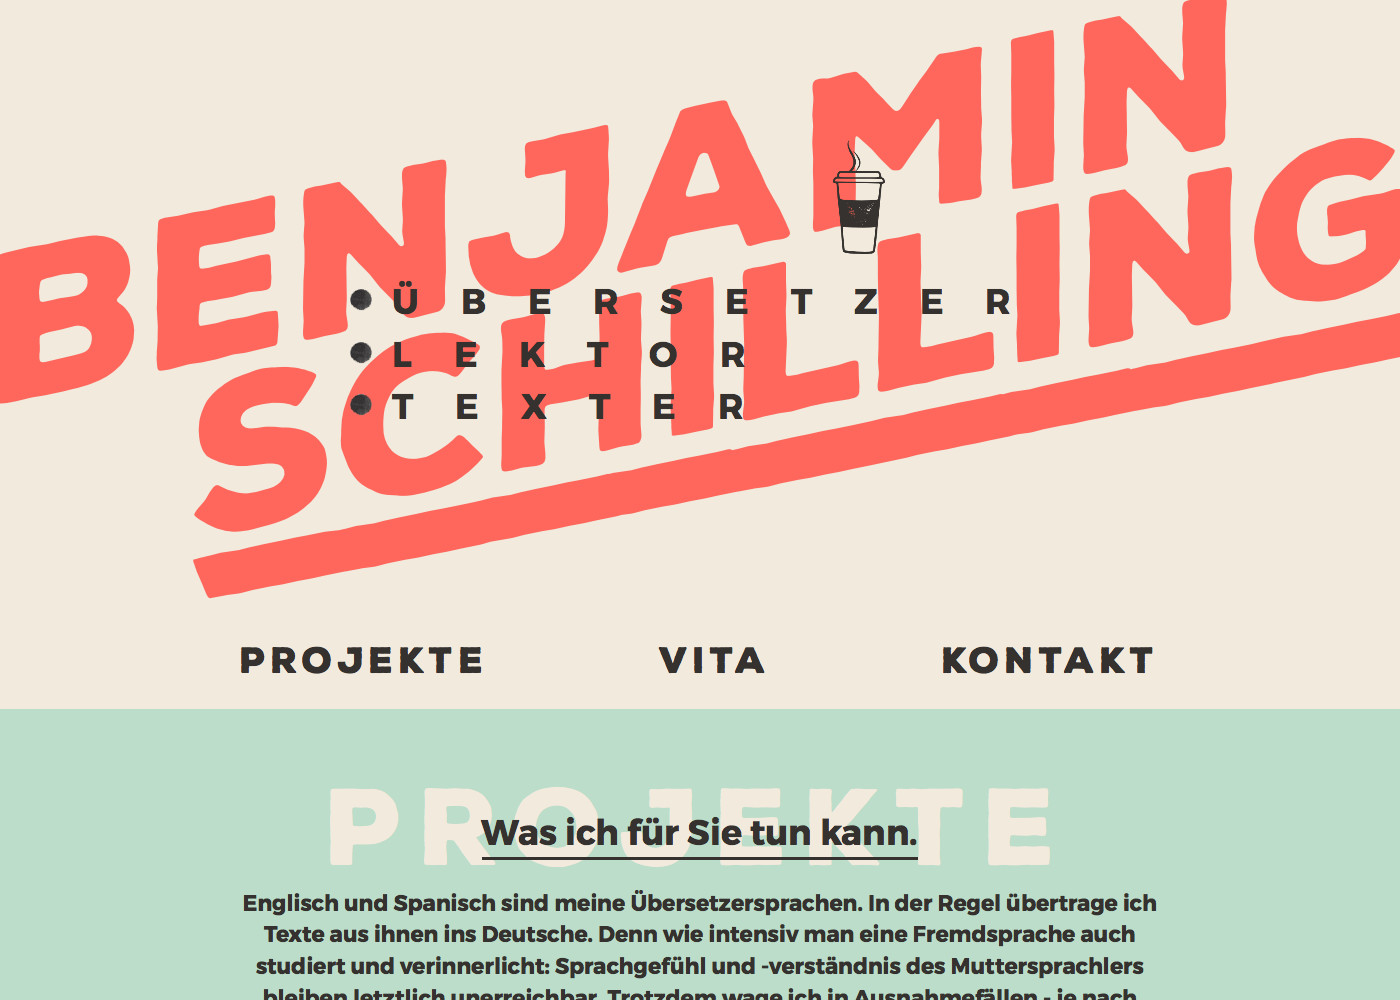 BENJAMIN
SCHILLING
ÜBERSETZER
LEKTOR
TEXTER
PROJEKTE
VITA
KONTAKT
PROJEKTE
Was ich für Sie tun kann.
Englisch und Spanisch sind meine Übersetzersprachen. In der Regel übertrage ich
Texte aus ihnen ins Deutsche. Denn wie intensiv man eine Fremdsprache auch
studiert und verinnerlicht: Sprachgefühl und -verständnis des Muttersprachlers
bleiben letztlich unerreichbar. Trotzdem wage ich in Ausnahmefällen - je nach